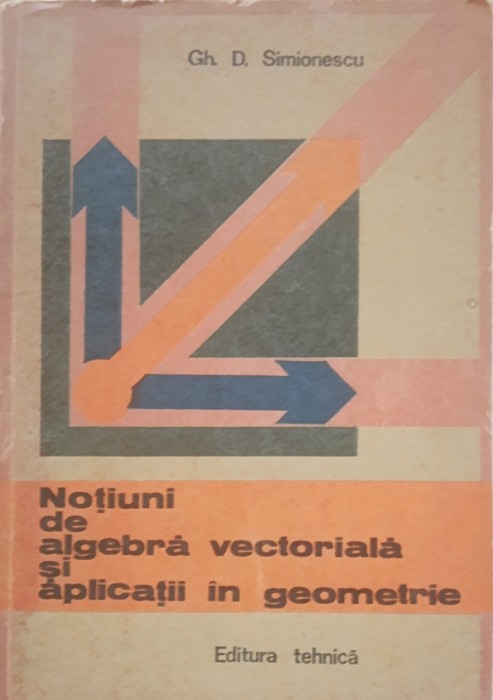 Gh. D. Simionescu
Noțiuni
de
algebră vectorială
și
aplicații în geometrie
Editura tehnică